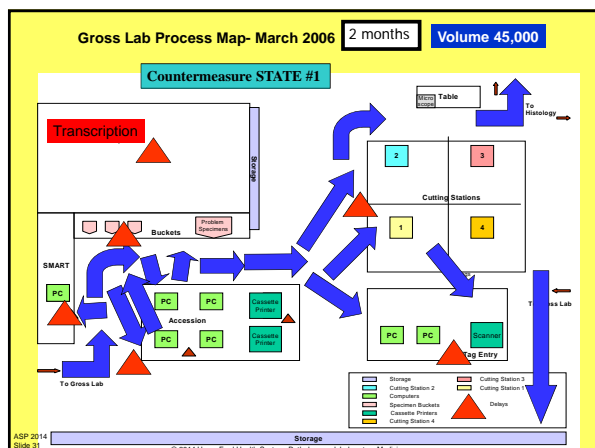 Gross Lab Process Map- March 2006
2 months
Volume 45,000
Countermeasure STATE #1
Micro
scope
Table
To
Histology
Transcription
Storage
2
3
Cutting Stations
1
4
Buckets
Problem
Specimens
SMART
PC
PC
PC
Cassette
Printer
Accession
PC
PC
Cassette
Printer
PC
PC
Scanner
Tag Entry
To Gross Lab
Gross Lab
Storage
Cutting Station 2
Computers
Specimen Buckets
Cassette Printers
Cutting Station 4
Cutting Station 3
Cutting Station 1
Delays
ASP 2014
Slide 31
Storage